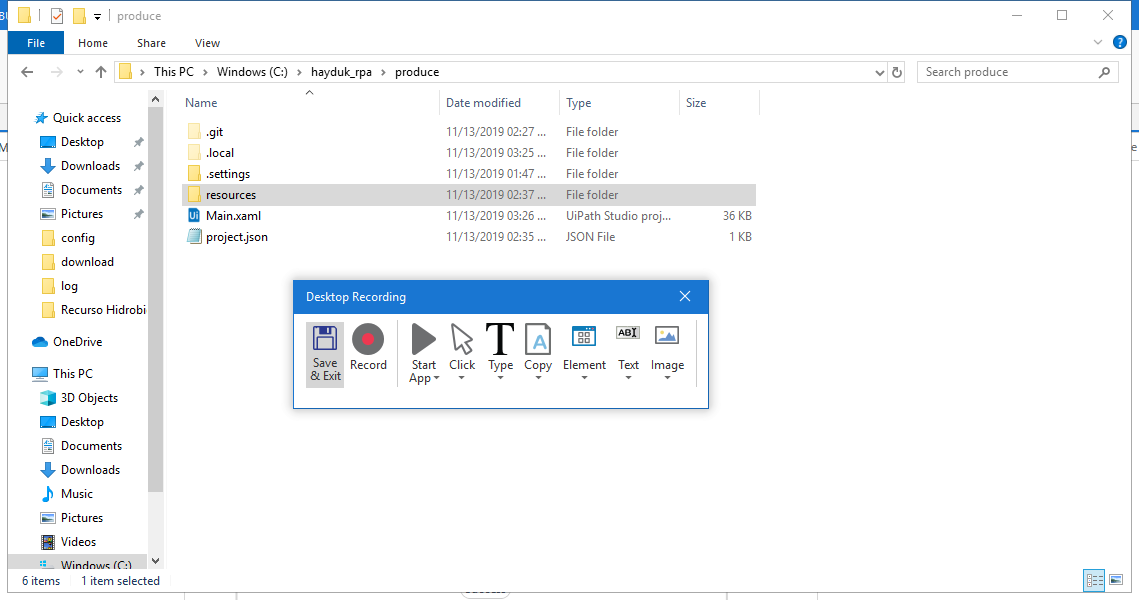 produce
File Home Share View
This PC Windows (C:) hayduk_rpa produce
Search produce
Name Date modified Type Size
.git 11/13/2019 02:27 ... File folder
.local 11/13/2019 03:25 ... File folder
.settings 11/13/2019 01:47 ... File folder
resources 11/13/2019 02:37 ... File folder
Main.xaml 11/13/2019 03:26 ... UiPath Studio proj... 36 KB
project.json 11/13/2019 02:35 ... JSON File 1 KB
Quick access
Desktop
Downloads
Documents
Pictures
config
download
log
Recurso Hidrobi
OneDrive
This PC
3D Objects
Desktop
Documents
Downloads
Music
Pictures
Videos
Windows (C:)
Desktop Recording
Save & Exit
Record
Start App
Click
Type
Copy
Element
Text
Image
6 items 1 item selected